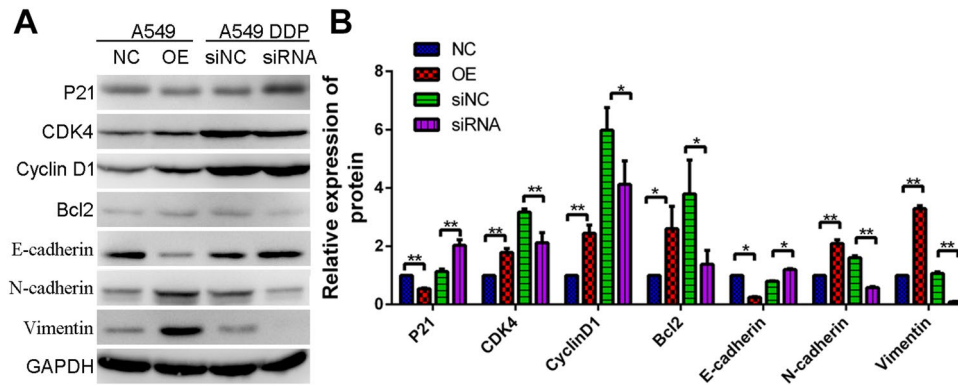 A
A549 A549 DDP
NC OE siNC siRNA
P21
CDK4
Cyclin D1
Bcl2
E-cadherin
N-cadherin
Vimentin
GAPDH
B
NC
OE
siNC
siRNA
Relative expression of
protein
8
6
4
2
0
** ** ** ** ** * * * * * ** ** ** **
P21 CDK4 CyclinD1 Bcl2 E-cadherin N-cadherin Vimentin